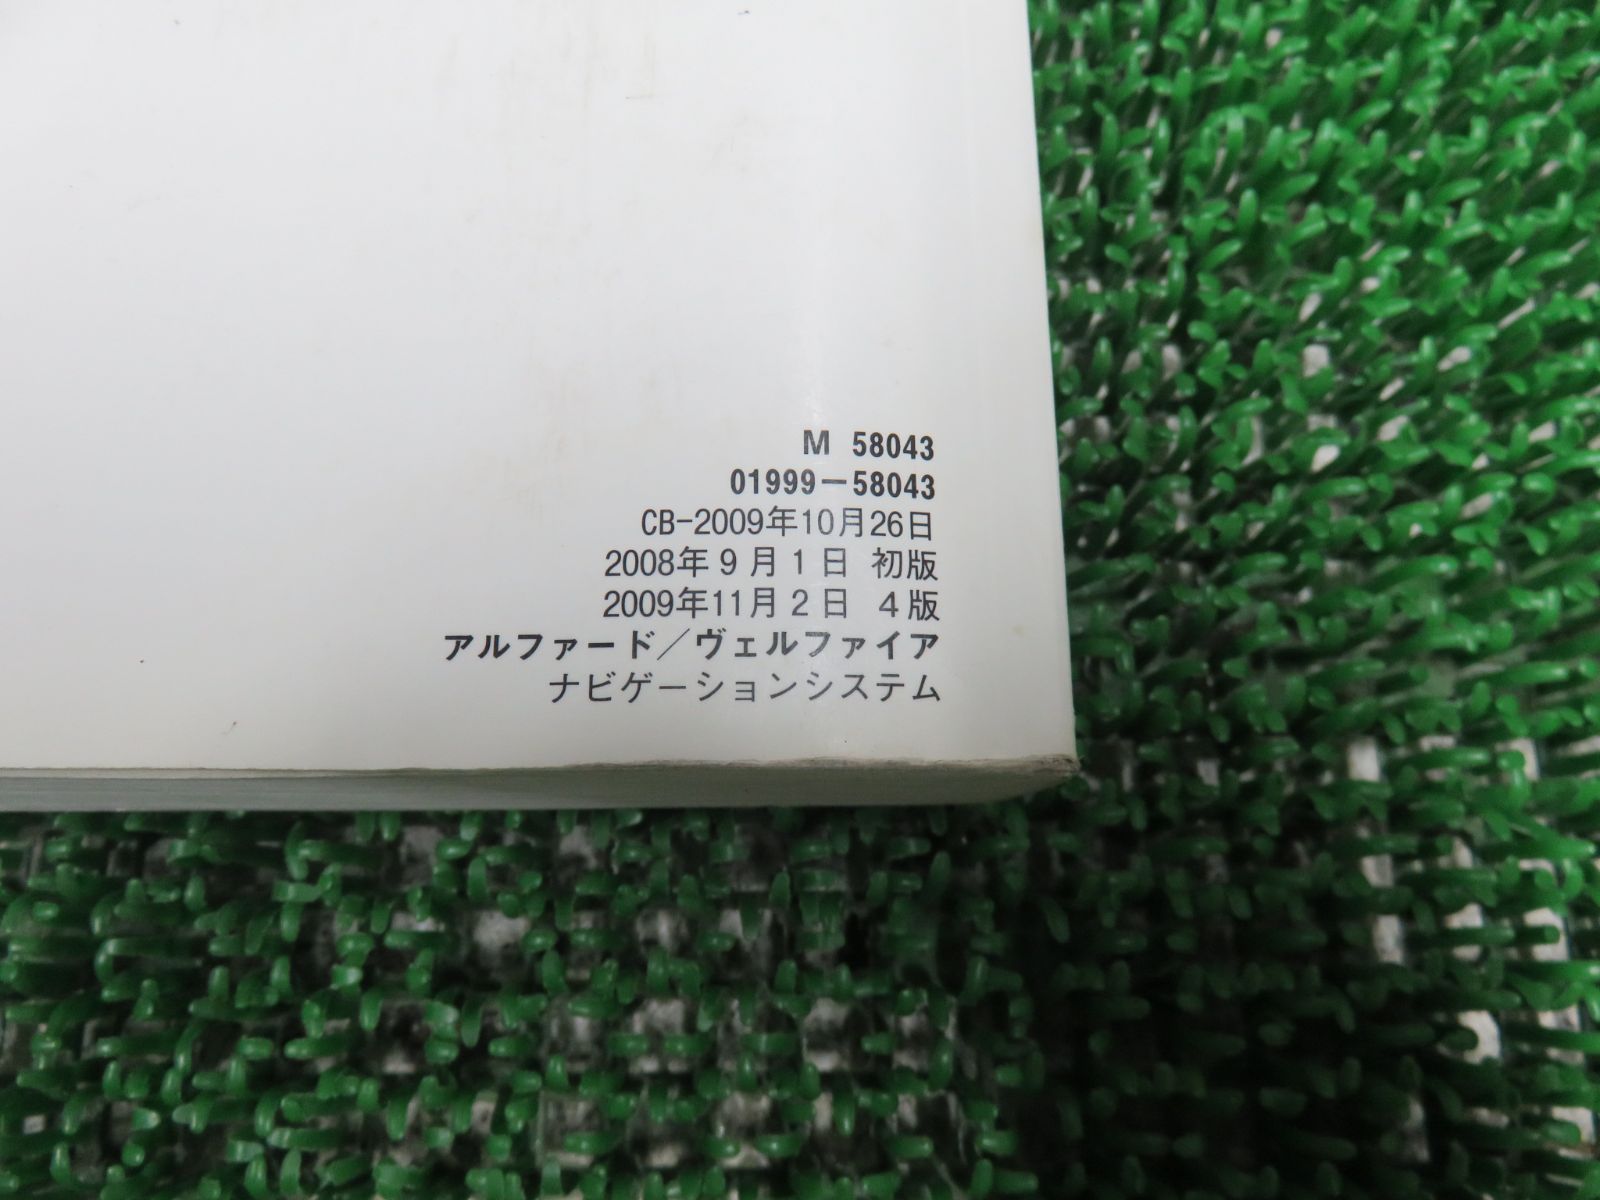 M 58043
01999－58043
CB-2009年10月26日
2008年 9 月 1 日 初版
2009年11月 2 日 4 版
アルファード／ヴェルファイア
ナビゲーションシステム